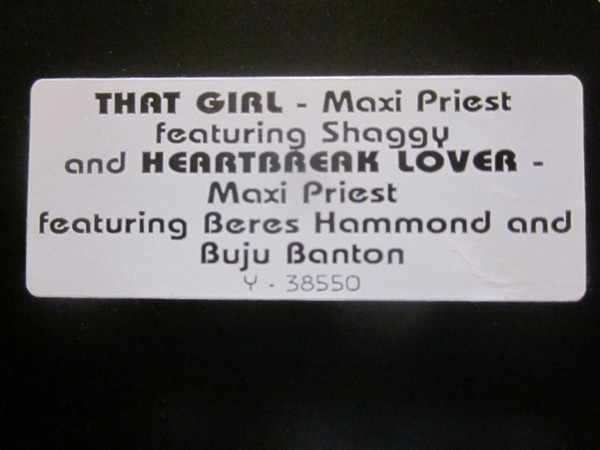 THAT GIRL - Maxi Priest
featuring Shaggy
and HEARTBREAK LOVER -
Maxi Priest
featuring Beres Hammond and
Buju Banton
Y - 38550